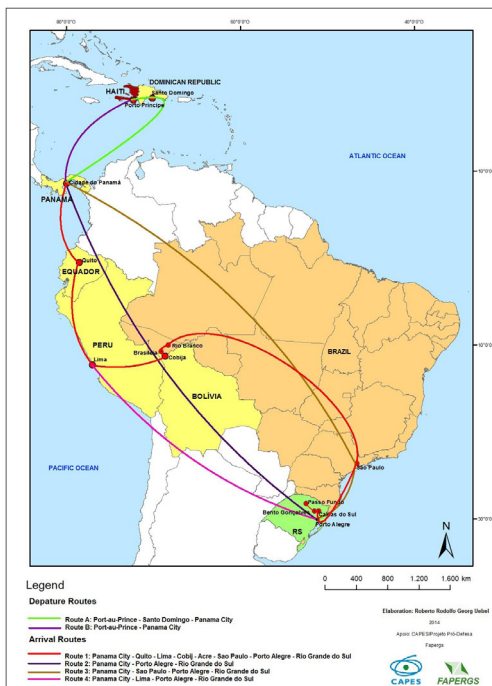 80°0'0"O
60°0'0"O
40°0'0"O
DOMINICAN REPUBLIC
HAITI
Santo Domingo
Porto Príncipe
ATLANTIC OCEAN
Cidade do Panamá
PANAMÁ
Quito
EQUADOR
PERU
Rio Branco
Brasileia
BRAZIL
Cobija
Lima
BOLÍVIA
PACIFIC OCEAN
São Paulo
Passo Fundo
Bento Gonçalves
Caxias do Sul
Porto Alegre
RS
N
0 200 400 800 1.200 1.600 km
Legend
Depature Routes
Route A: Port-au-Prince - Santo Domingo - Panama City
Route B: Port-au-Prince - Panama City
Arrival Routes
Route 1: Panama City - Quito - Lima - Cobij - Acre - Sao Paulo - Porto Alegre - Rio Grande do Sul
Route 2: Panama City - Porto Alegre - Rio Grande do Sul
Route 3: Panama City - Sao Paulo - Porto Alegre - Rio Grande do Sul
Route 4: Panama City - Lima - Porto Alegre - Rio Grande do Sul
Elaboration: Roberto Rodolfo Georg Uebel
2014
Apoio: CAPES/Projeto Pró-Defesa
Fapergs
CAPES
FAPERGS